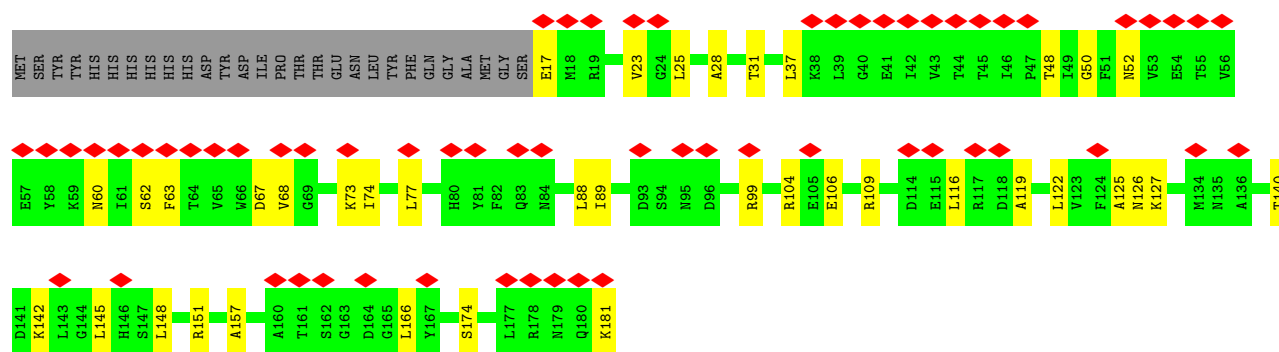 MET SER TYR TYR HIS HIS HIS HIS HIS HIS ASP TYR ASP ILE PRO THR THR GLU ASN LEU TYR PHE GLN GLY ALA MET GLY SER E17 M18 R19 V23 G24 L25 A28 T31 L37 K38 L39 G40 E41 I42 V43 T44 T45 I46 P47 T48 I49 G50 F51 N52 V53 E54 T55 V56
E57 Y58 K59 N60 I61 S62 F63 T64 V65 W66 D67 V68 G69 K73 I74 L77 H80 Y81 F82 Q83 N84 L88 I89 D93 S94 N95 D96 R99 R104 E105 E106 R109 D114 E115 L116 R117 D118 A119 L122 V123 F124 A125 N126 K127 M134 N135 A136 T140
D141 K142 L143 G144 L145 H146 S147 L148 R151 A157 A160 T161 S162 G163 D164 G165 L166 Y167 S174 L177 R178 N179 Q180 K181